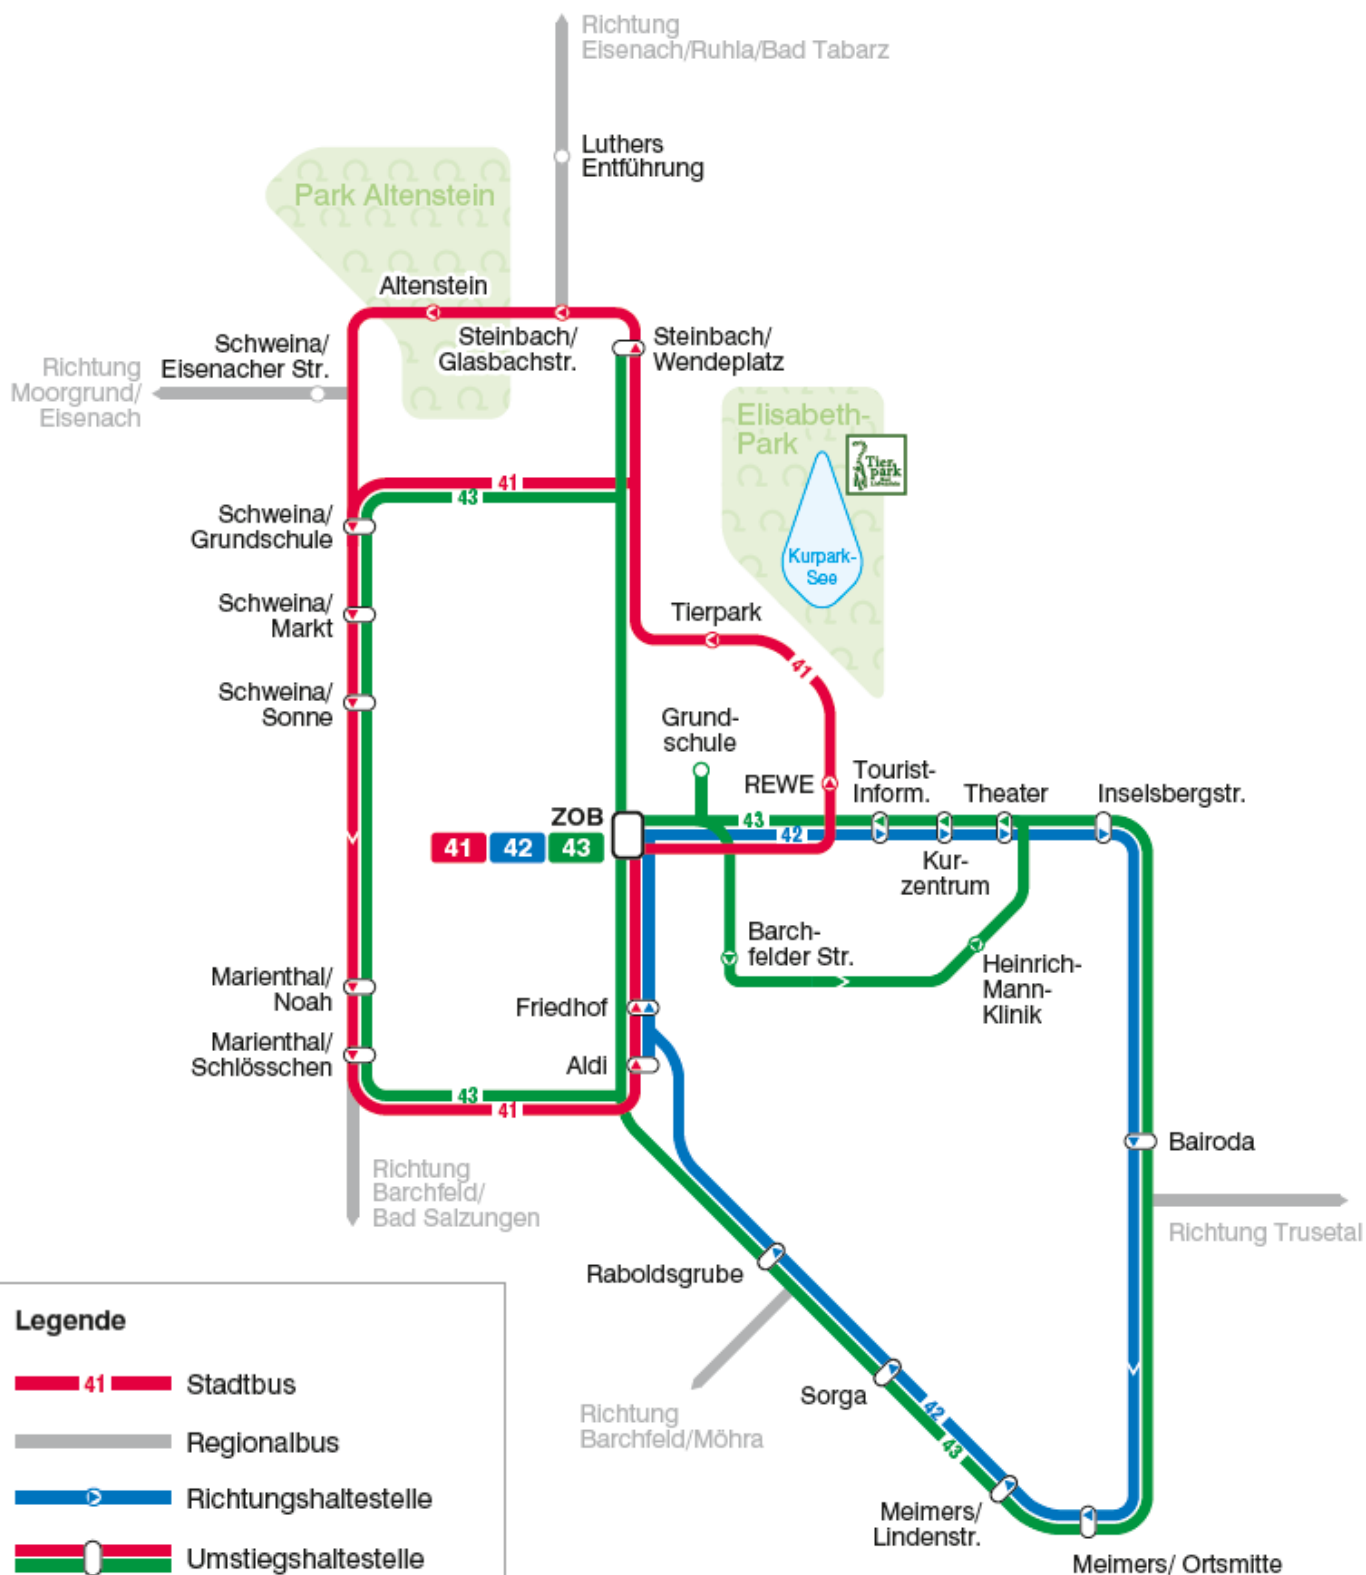 Richtung
Eisenach/Ruhla/Bad Tabarz
Luthers
Entführung
Park Altenstein
Altenstein
Steinbach/
Glasbachstr.
Steinbach/
Wendeplatz
Schweina/
Eisenacher Str.
Richtung
Moorgrund/
Eisenach
Elisabeth-
Park
Tier
park
Kurpark-
See
41
43
Schweina/
Grundschule
Schweina/
Markt
Schweina/
Sonne
Tierpark
41
Grund-
schule
REWE
Tourist-
Inform.
Theater
Inselsbergstr.
ZOB
41 42 43
43
42
Kur-
zentrum
Barch-
felder Str.
Heinrich-
Mann-
Klinik
Marienthal/
Noah
Marienthal/
Schlösschen
Friedhof
Aldi
43
41
Bairoda
Richtung
Barchfeld/
Bad Salzungen
Richtung Trusetal
Raboldsgrube
Sorga
42
43
Richtung
Barchfeld/Möhra
Meimers/
Lindenstr.
Meimers/ Ortsmitte
Legende
41 Stadtbus
Regionalbus
Richtungshaltestelle
Umstiegshaltestelle